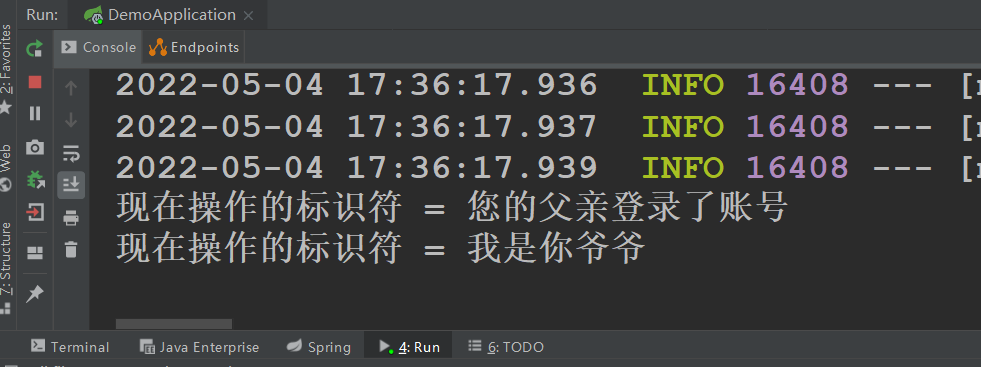 Run:
DemoApplication
Console
Endpoints
2: Favorites
Web
7: Structure
2022-05-04 17:36:17.936 INFO 16408 --- [
2022-05-04 17:36:17.937 INFO 16408 --- [
2022-05-04 17:36:17.939 INFO 16408 --- [
现在操作的标识符 = 您的父亲登录了账号
现在操作的标识符 = 我是你爷爷
Terminal
Java Enterprise
Spring
4: Run
6: TODO